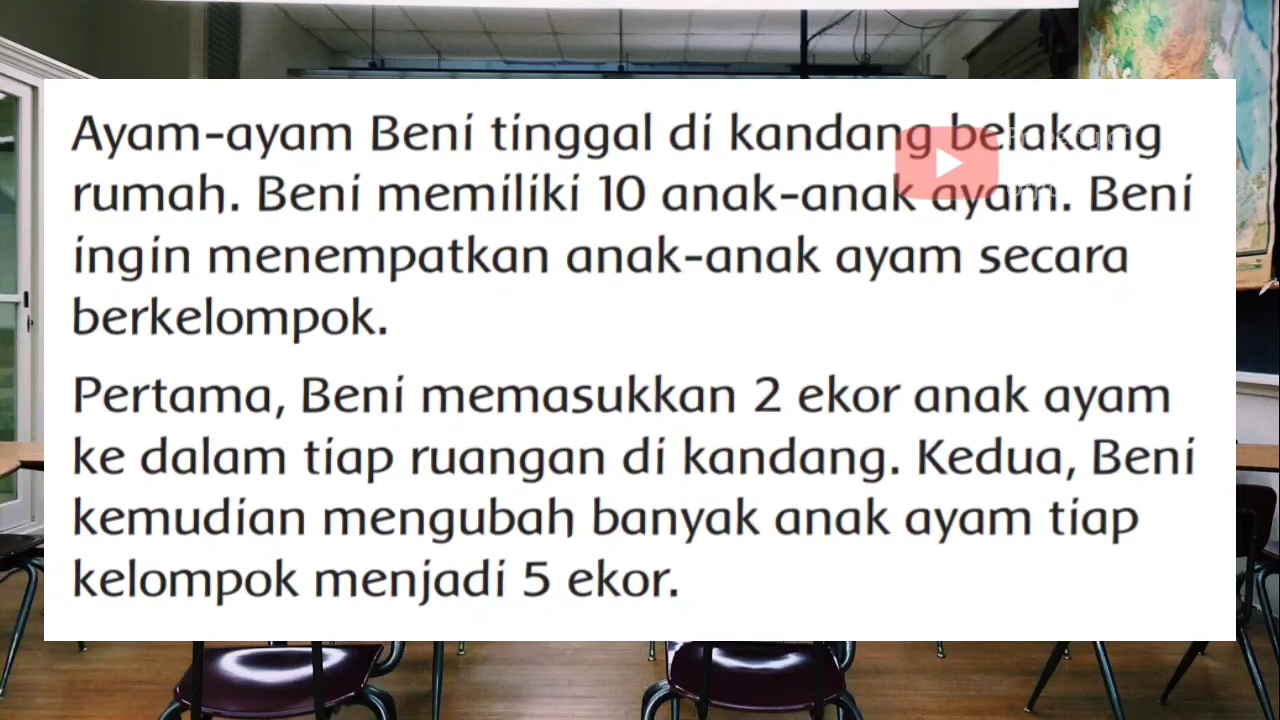 Ayam-ayam Beni tinggal di kandang belakang
rumah. Beni memiliki 10 anak-anak ayam. Beni
ingin menempatkan anak-anak ayam secara
berkelompok.
Pertama, Beni memasukkan 2 ekor anak ayam
ke dalam tiap ruangan di kandang. Kedua, Beni
kemudian mengubah banyak anak ayam tiap
kelompok menjadi 5 ekor.